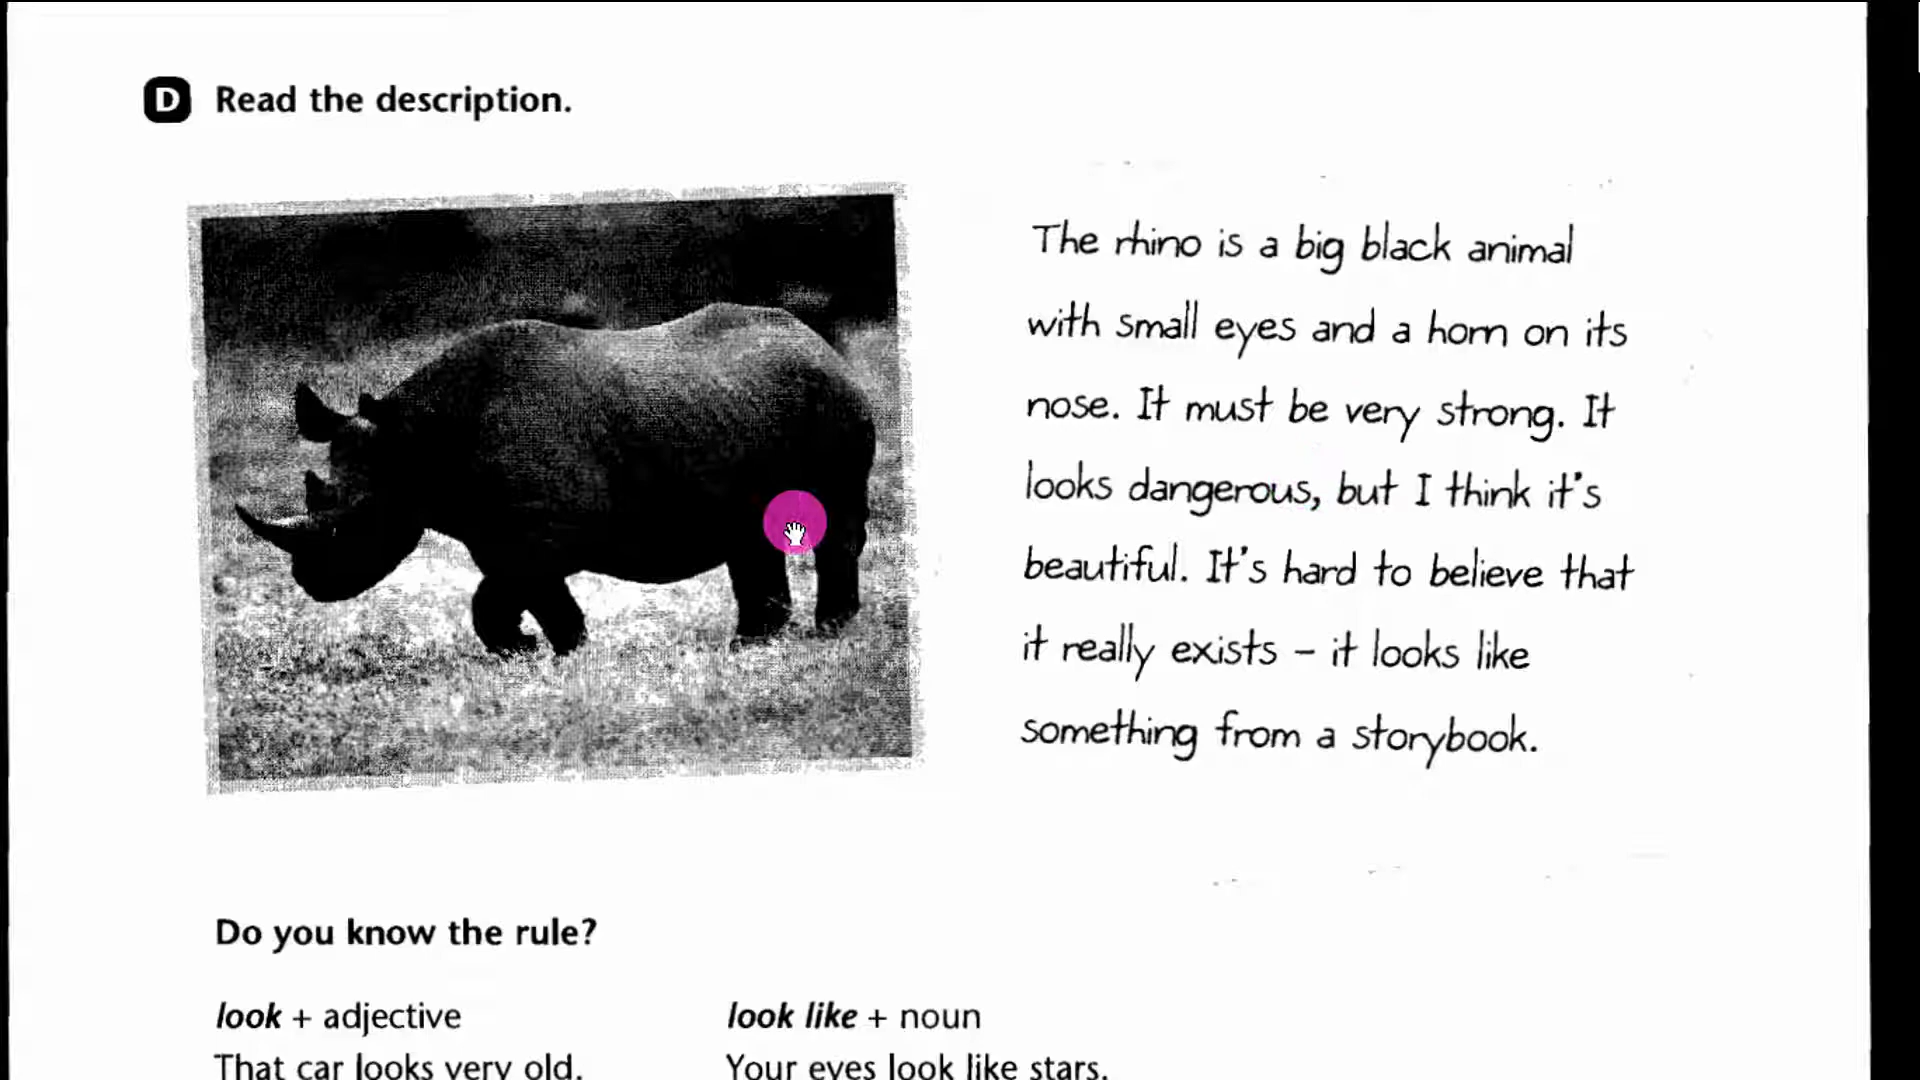 D Read the description.
The rhino is a big black animal
with small eyes and a horn on its
nose. It must be very strong. It
looks dangerous, but I think it's
beautiful. It's hard to believe that
it really exists – it looks like
something from a storybook.
Do you know the rule?
look + adjective
look like + noun
That car looks very old.
Your eyes look like stars.